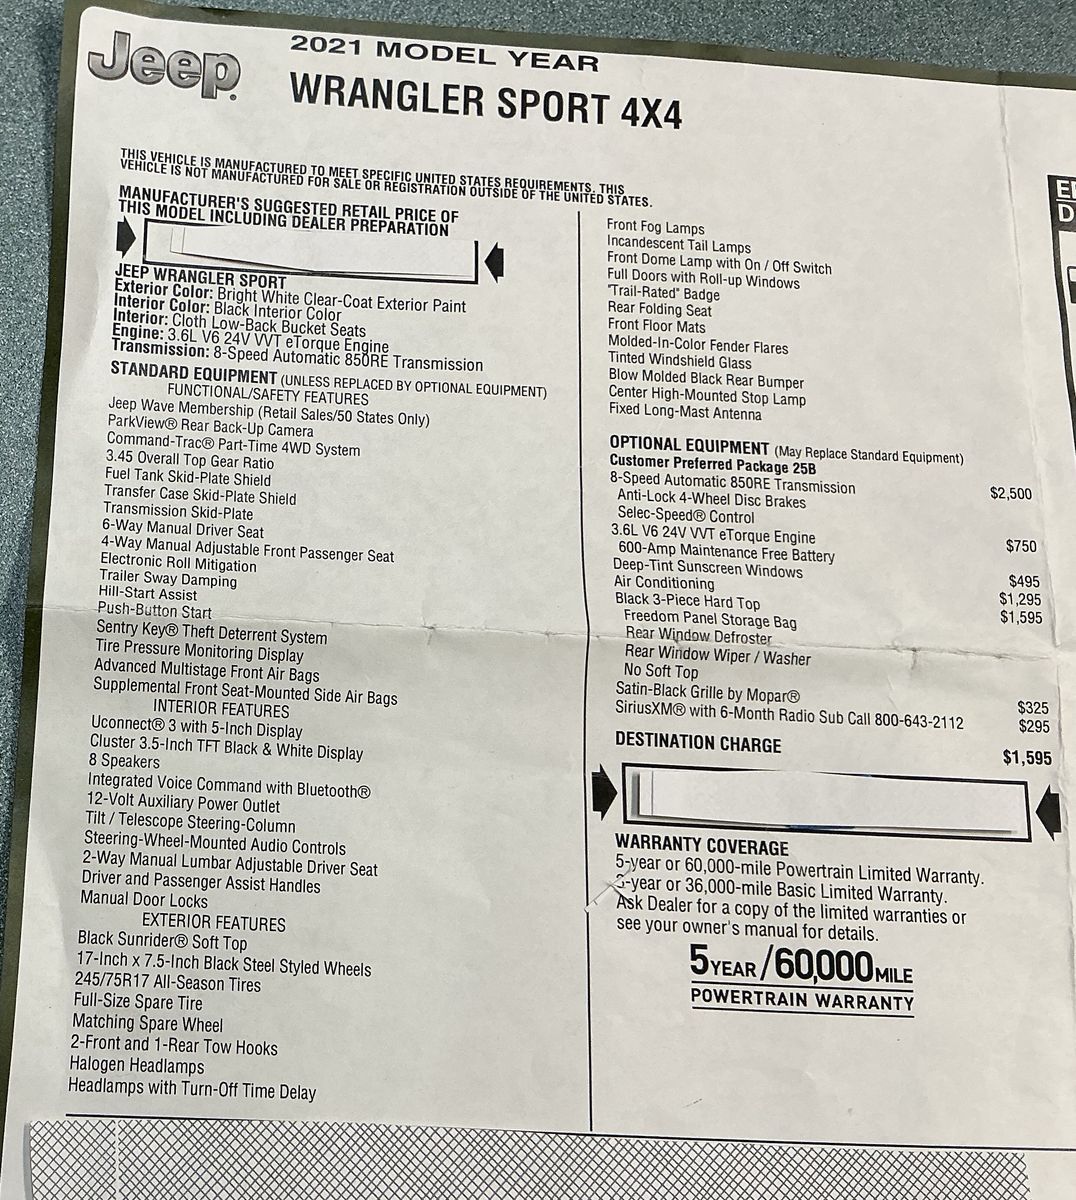 Jeep
2021 MODEL YEAR
WRANGLER SPORT 4X4
THIS VEHICLE IS MANUFACTURED TO MEET SPECIFIC UNITED STATES REQUIREMENTS. THIS
VEHICLE IS NOT MANUFACTURED FOR SALE OR REGISTRATION OUTSIDE OF THE UNITED STATES.
MANUFACTURER'S SUGGESTED RETAIL PRICE OF
THIS MODEL INCLUDING DEALER PREPARATION
JEEP WRANGLER SPORT
Exterior Color: Bright White Clear-Coat Exterior Paint
Interior Color: Black Interior Color
Interior: Cloth Low-Back Bucket Seats
Engine: 3.6L V6 24V VVT eTorque Engine
Transmission: 8-Speed Automatic 850RE Transmission
STANDARD EQUIPMENT (UNLESS REPLACED BY OPTIONAL EQUIPMENT)
FUNCTIONAL/SAFETY FEATURES
Jeep Wave Membership (Retail Sales/50 States Only)
ParkView® Rear Back-Up Camera
Command-Trac® Part-Time 4WD System
3.45 Overall Top Gear Ratio
Fuel Tank Skid-Plate Shield
Transfer Case Skid-Plate Shield
Transmission Skid-Plate
6-Way Manual Driver Seat
4-Way Manual Adjustable Front Passenger Seat
Electronic Roll Mitigation
Trailer Sway Damping
Hill-Start Assist
Push-Button Start
Sentry Key® Theft Deterrent System
Tire Pressure Monitoring Display
Advanced Multistage Front Air Bags
Supplemental Front Seat-Mounted Side Air Bags
INTERIOR FEATURES
Uconnect® 3 with 5-Inch Display
Cluster 3.5-Inch TFT Black & White Display
8 Speakers
Integrated Voice Command with Bluetooth®
12-Volt Auxiliary Power Outlet
Tilt / Telescope Steering-Column
Steering-Wheel-Mounted Audio Controls
2-Way Manual Lumbar Adjustable Driver Seat
Driver and Passenger Assist Handles
Manual Door Locks
EXTERIOR FEATURES
Black Sunrider® Soft Top
17-Inch x 7.5-Inch Black Steel Styled Wheels
245/75R17 All-Season Tires
Full-Size Spare Tire
Matching Spare Wheel
2-Front and 1-Rear Tow Hooks
Halogen Headlamps
Headlamps with Turn-Off Time Delay
Front Fog Lamps
Incandescent Tail Lamps
Front Dome Lamp with On / Off Switch
Full Doors with Roll-up Windows
"Trail-Rated" Badge
Rear Folding Seat
Front Floor Mats
Molded-In-Color Fender Flares
Tinted Windshield Glass
Blow Molded Black Rear Bumper
Center High-Mounted Stop Lamp
Fixed Long-Mast Antenna
OPTIONAL EQUIPMENT (May Replace Standard Equipment)
Customer Preferred Package 25B
8-Speed Automatic 850RE Transmission $2,500
Anti-Lock 4-Wheel Disc Brakes
Selec-Speed® Control
3.6L V6 24V VVT eTorque Engine $750
600-Amp Maintenance Free Battery
Deep-Tint Sunscreen Windows $495
Air Conditioning $1,295
Black 3-Piece Hard Top $1,595
Freedom Panel Storage Bag
Rear Window Defroster
Rear Window Wiper / Washer
No Soft Top
Satin-Black Grille by Mopar® $325
SiriusXM® with 6-Month Radio Sub Call 800-643-2112 $295
DESTINATION CHARGE $1,595
WARRANTY COVERAGE
5-year or 60,000-mile Powertrain Limited Warranty.
3-year or 36,000-mile Basic Limited Warranty.
Ask Dealer for a copy of the limited warranties or
see your owner's manual for details.
5 YEAR / 60,000 MILE
POWERTRAIN WARRANTY